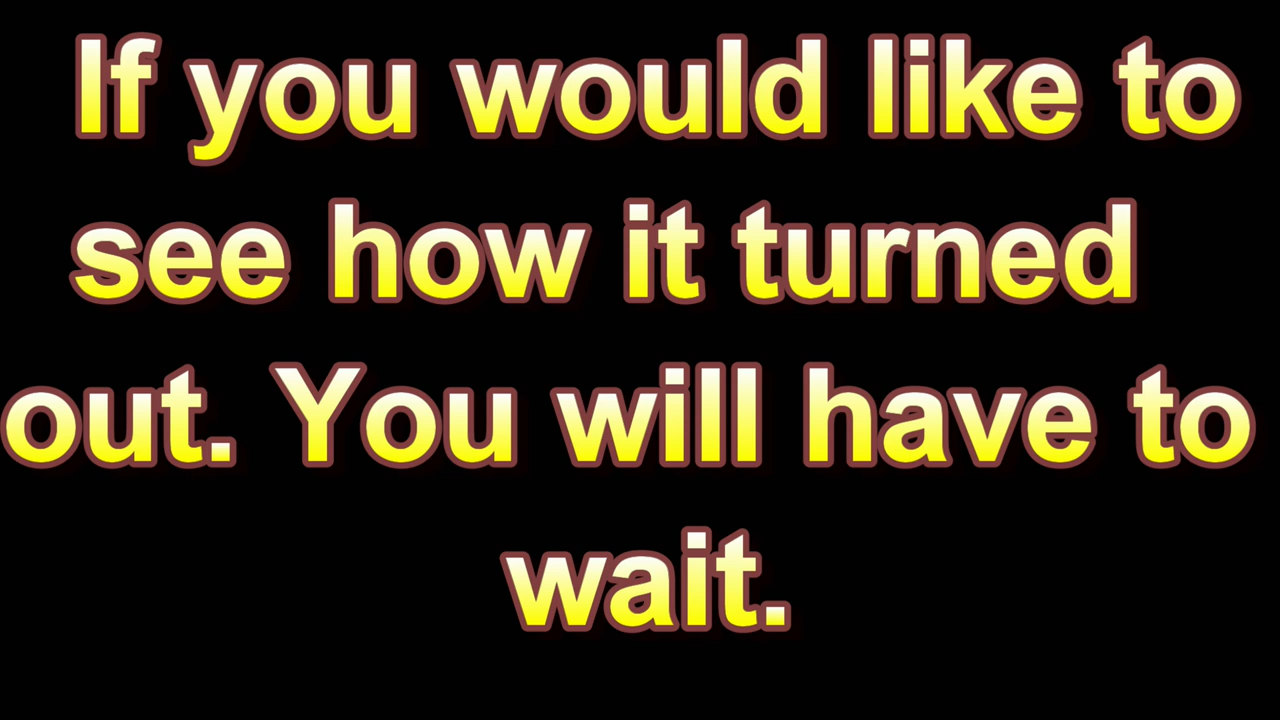 If you would like to
see how it turned
out. You will have to
wait.